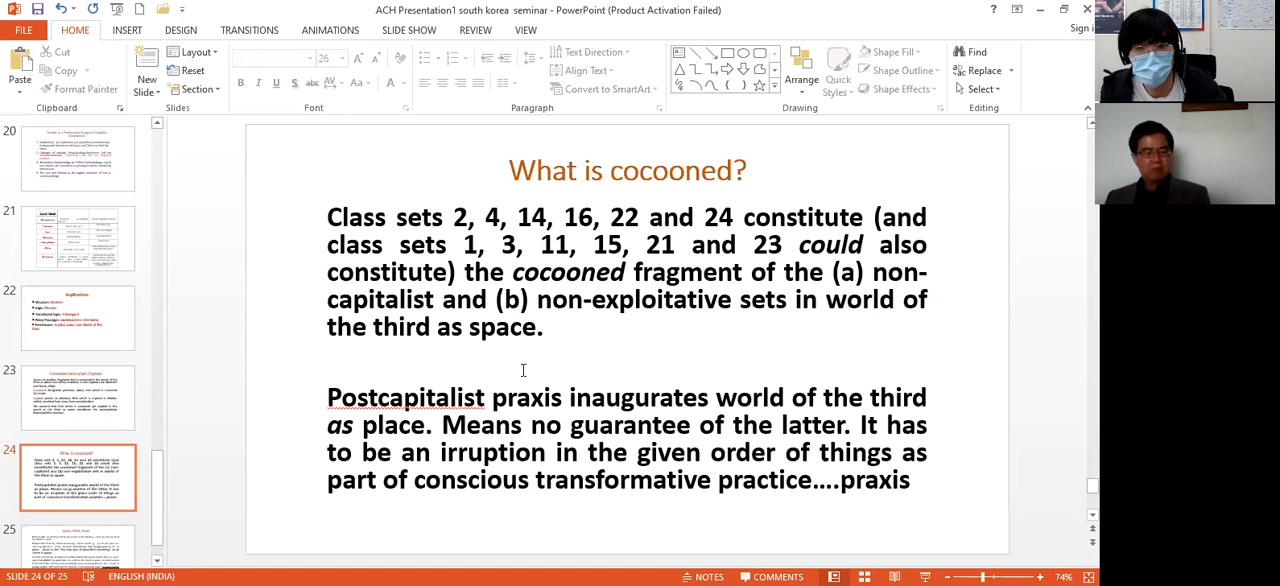 ACH Presentation1 south korea seminar - PowerPoint (Product Activation Failed)
FILE HOME INSERT DESIGN TRANSITIONS ANIMATIONS SLIDE SHOW REVIEW VIEW Sign i
Paste
Cut
Copy
Format Painter
Clipboard
New Slide
Layout
Reset
Section
Slides
26
Font
Text Direction
Align Text
Convert to SmartArt
Paragraph
Arrange
Quick Styles
Shape Fill
Shape Outline
Shape Effects
Drawing
Find
Replace
Select
Editing
20
21
22
Implications
23
24
What is cocooned?
25
What is cocooned?
Class sets 2, 4, 14, 16, 22 and 24 constitute (and
class sets 1, 3, 11, 15, 21 and 23 could also
constitute) the cocooned fragment of the (a) non-
capitalist and (b) non-exploitative sets in world of
the third as space.
Postcapitalist praxis inaugurates world of the third
as place. Means no guarantee of the latter. It has
to be an irruption in the given order of things as
part of conscious transformative practice....praxis
SLIDE 24 OF 25 ENGLISH (INDIA) NOTES COMMENTS 74%